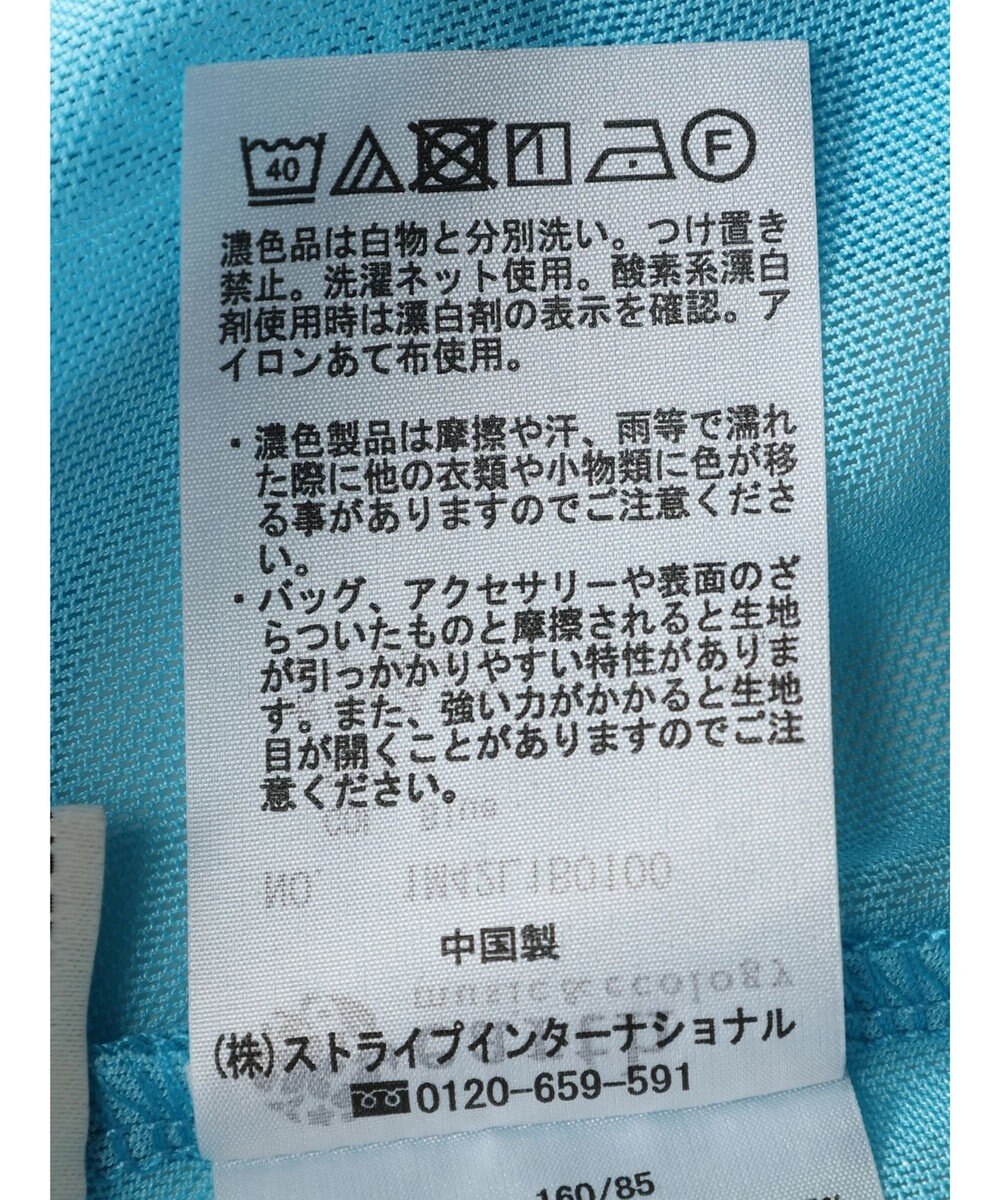 40 F
濃色品は白物と分別洗い。つけ置き
禁止。洗濯ネット使用。酸素系漂白
剤使用時は漂白剤の表示を確認。ア
イロンあて布使用。
・濃色製品は摩擦や汗、雨等で濡れ
た際に他の衣類や小物類に色が移
る事がありますのでご注意くださ
い。
・バッグ、アクセサリーや表面のざ
らついたものと摩擦されると生地
が引っかかりやすい特性がありま
す。また、強い力がかかると生地
目が開くことがありますのでご注
意ください。
COL Blue
NO. 1M42L1B0100
中国製
music & ecology
earth
(株)ストライプインターナショナル
0120-659-591
160/85